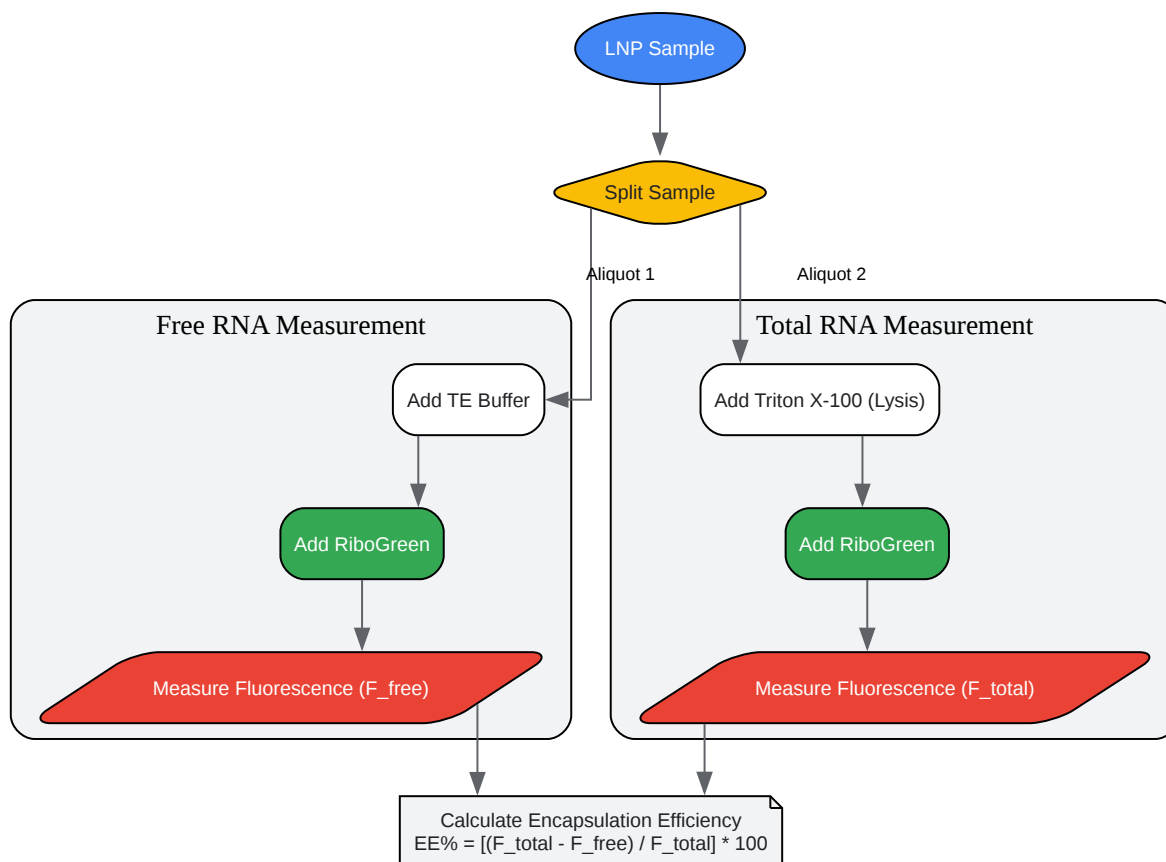 LNP Sample
Split Sample
Aliquot 1
Aliquot 2
Free RNA Measurement
Total RNA Measurement
Add TE Buffer
Add Triton X-100 (Lysis)
Add RiboGreen
Add RiboGreen
Measure Fluorescence (F_free)
Measure Fluorescence (F_total)
Calculate Encapsulation Efficiency
EE% = [(F_total - F_free) / F_total] * 100